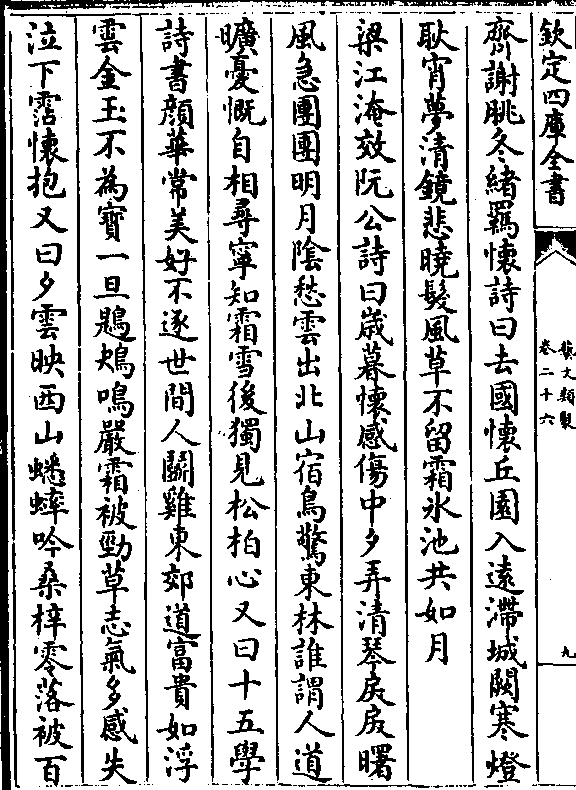 欽定四庫全書
藝文類聚
卷二十六
九
齊謝朓冬緒羈懷詩曰去國懷丘園入遠滯城闕寒燈
耿宵夢清鏡悲曉髮風草不留霜氷池共如月
梁江淹效阮公詩曰歲暮懷感傷中夕弄清琴戾戾曙
風急團團明月陰愁雲出北山宿鳥驚東林誰謂人道
曠憂慨自相尋寧知霜雪後獨見松柏心又曰十五學
詩書顔華常美好不逐世間人鬬雞東郊道富貴如浮
雲金玉不為寳一旦鶗鴂鳴嚴霜被勁草志氣多感失
泣下霑懷抱又曰夕雲映西山蟋蟀吟桑梓零落被百